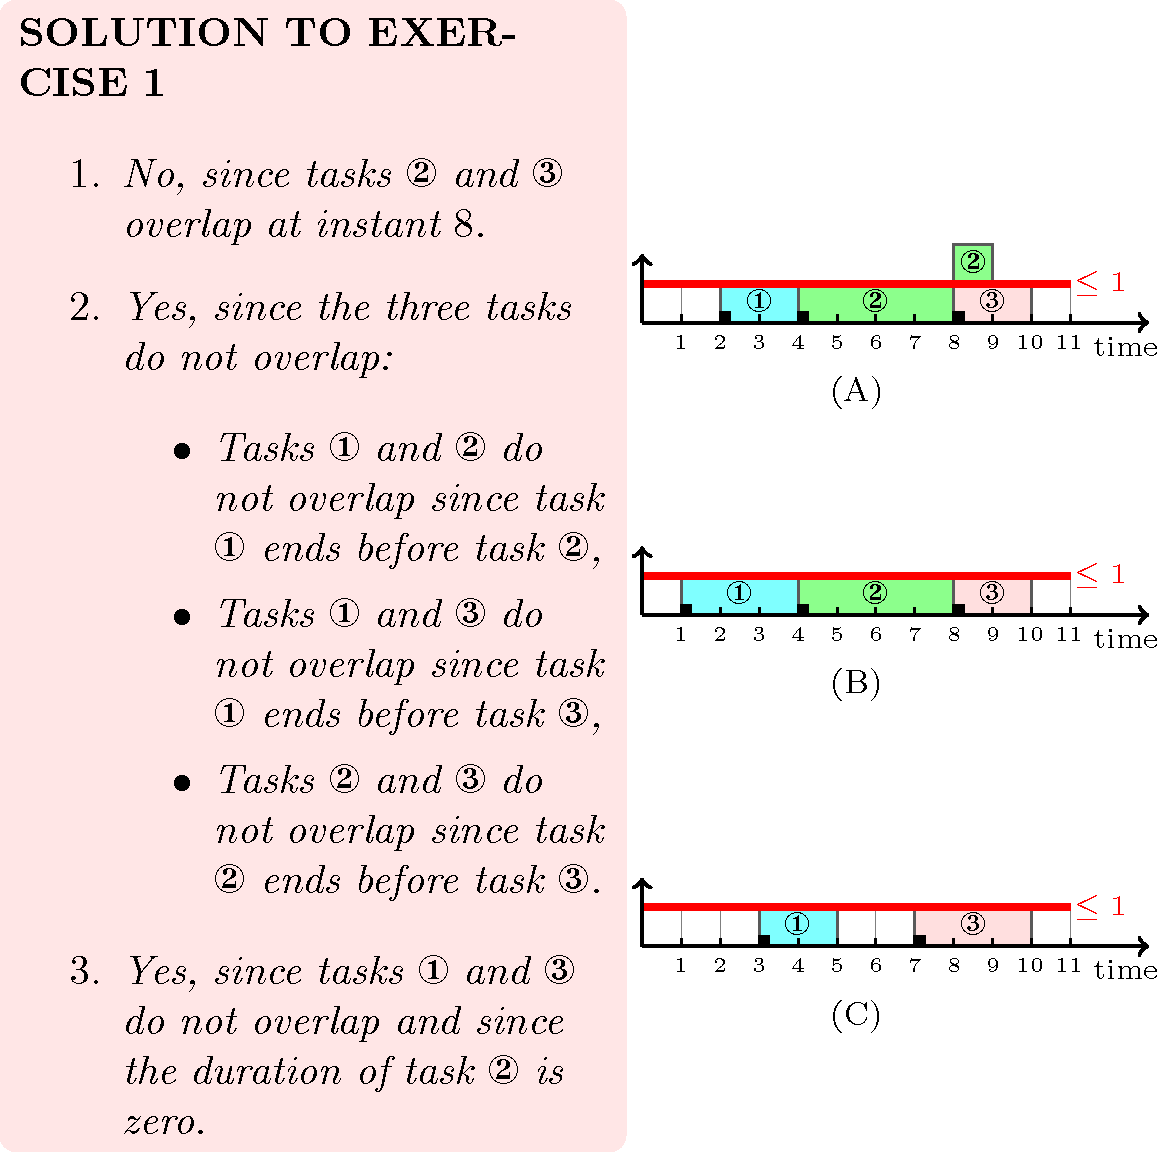 SOLUTION TO EXER-
CISE 1
1. No, since tasks ② and ③
overlap at instant 8.
2. Yes, since the three tasks
do not overlap:
• Tasks ① and ② do
not overlap since task
① ends before task ②,
• Tasks ① and ③ do
not overlap since task
① ends before task ③,
• Tasks ② and ③ do
not overlap since task
② ends before task ③.
3. Yes, since tasks ① and ③
do not overlap and since
the duration of task ② is
zero.
②
≤ 1
① ② ③
1 2 3 4 5 6 7 8 9 10 11 time
(A)
≤ 1
① ② ③
1 2 3 4 5 6 7 8 9 10 11 time
(B)
≤ 1
① ③
1 2 3 4 5 6 7 8 9 10 11 time
(C)